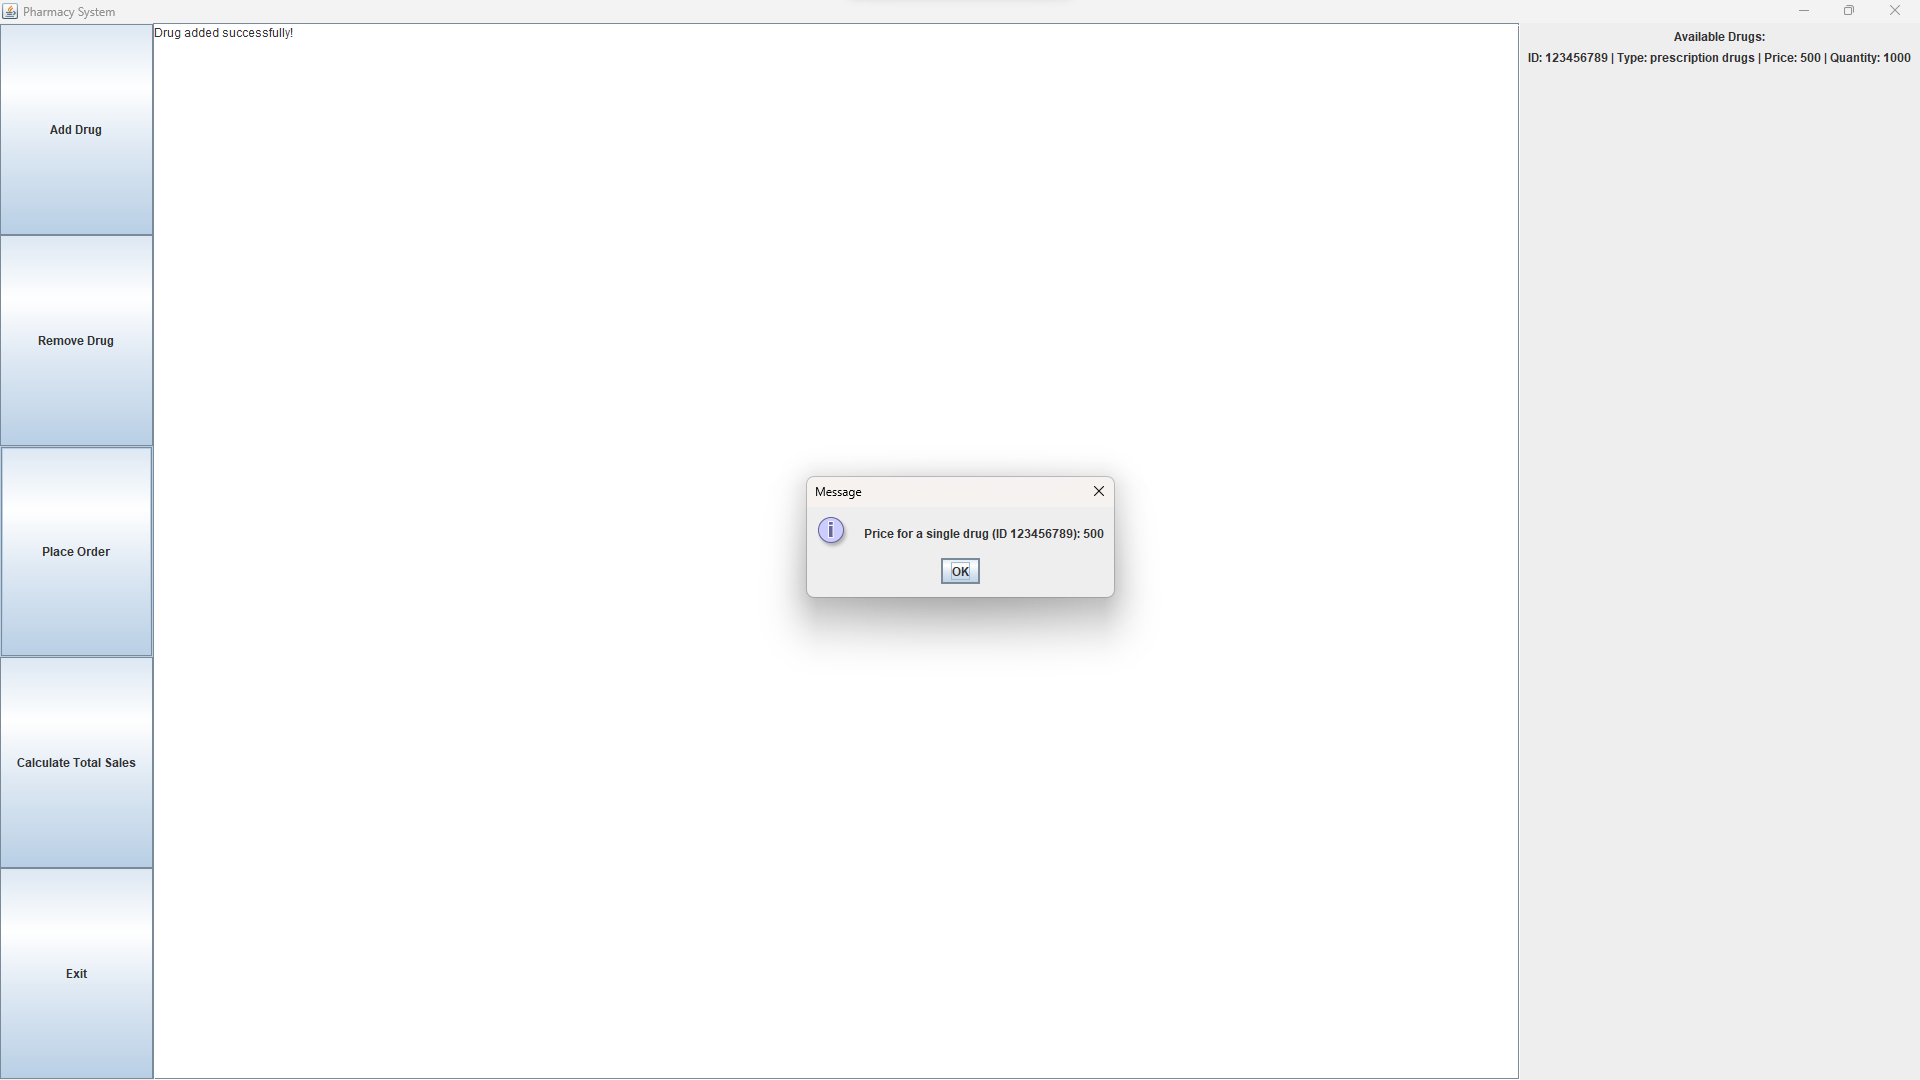 Pharmacy System
Add Drug
Remove Drug
Place Order
Calculate Total Sales
Exit
Drug added successfully!
Message
i
Price for a single drug (ID 123456789): 500
OK
Available Drugs:
ID: 123456789 | Type: prescription drugs | Price: 500 | Quantity: 1000